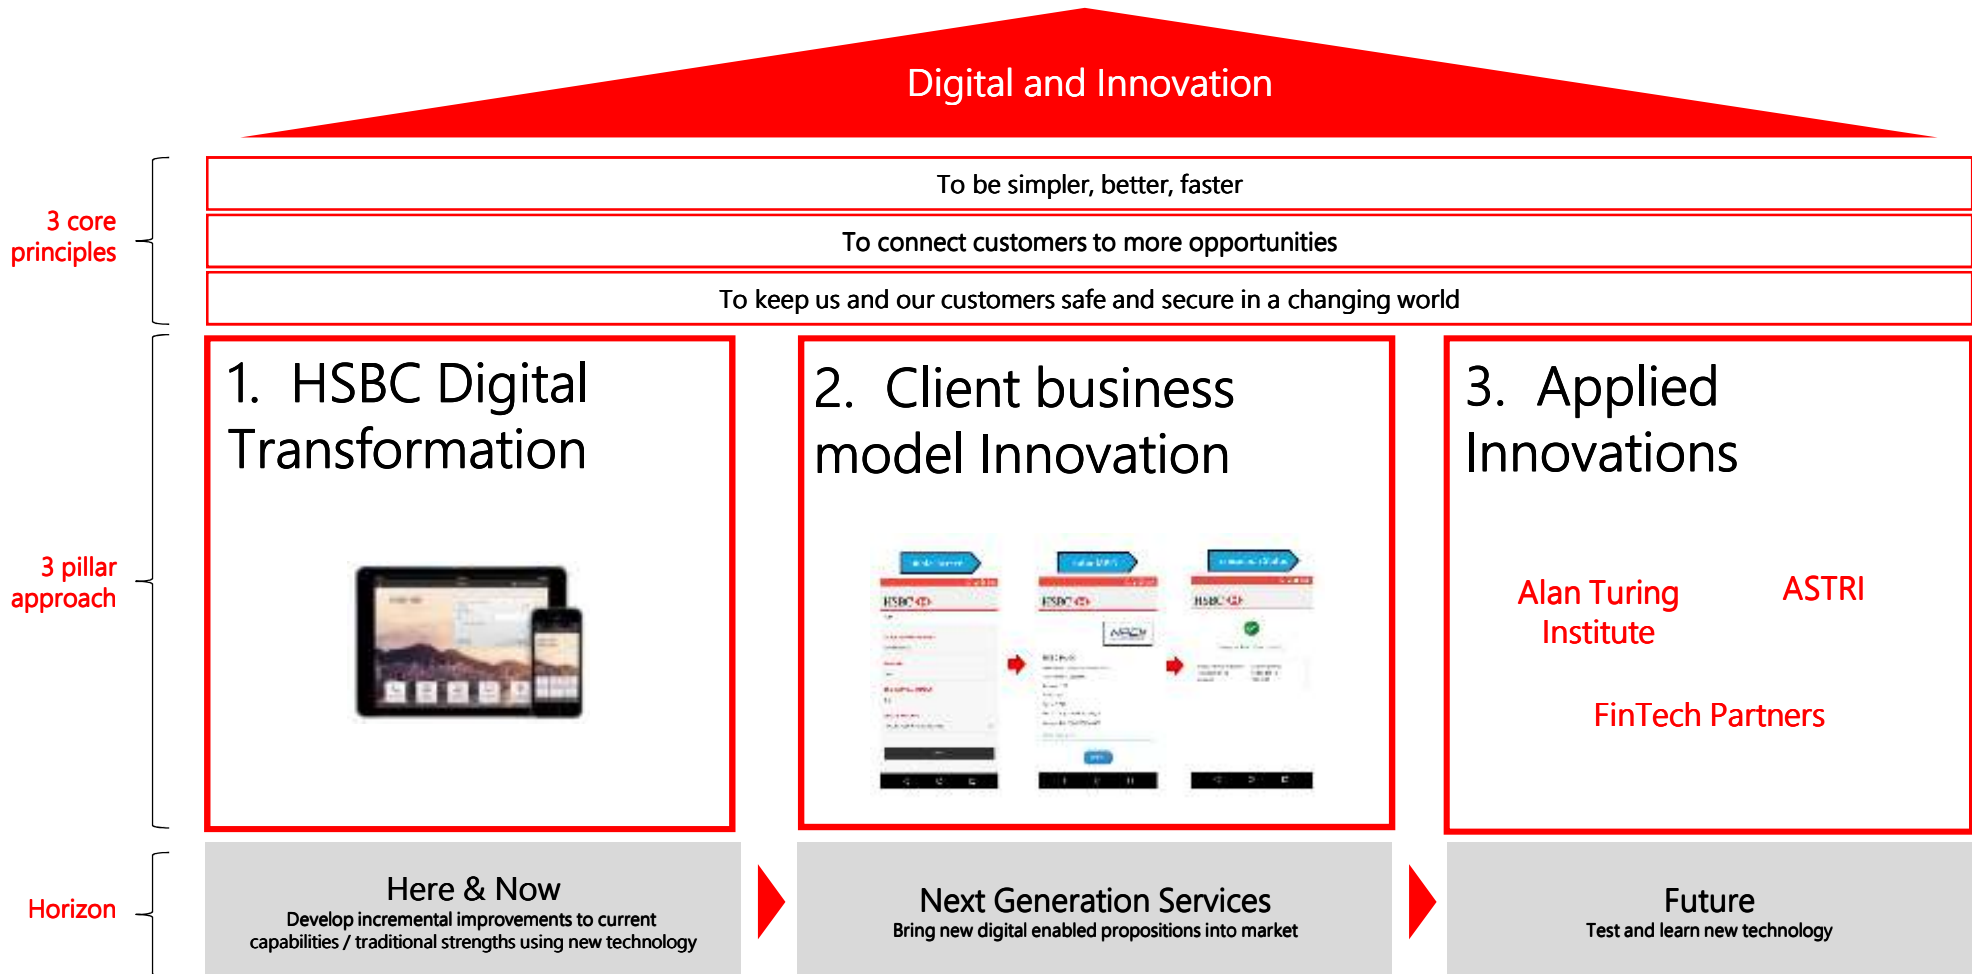 Digital and Innovation
3 core
principles
To be simpler, better, faster
To connect customers to more opportunities
To keep us and our customers safe and secure in a changing world
3 pillar
approach
1. HSBC Digital
Transformation
2. Client business
model Innovation
HSBC
HSBC
HSBC
3. Applied
Innovations
Alan Turing
Institute
ASTRI
FinTech Partners
Horizon
Here & Now
Develop incremental improvements to current
capabilities / traditional strengths using new technology
Next Generation Services
Bring new digital enabled propositions into market
Future
Test and learn new technology